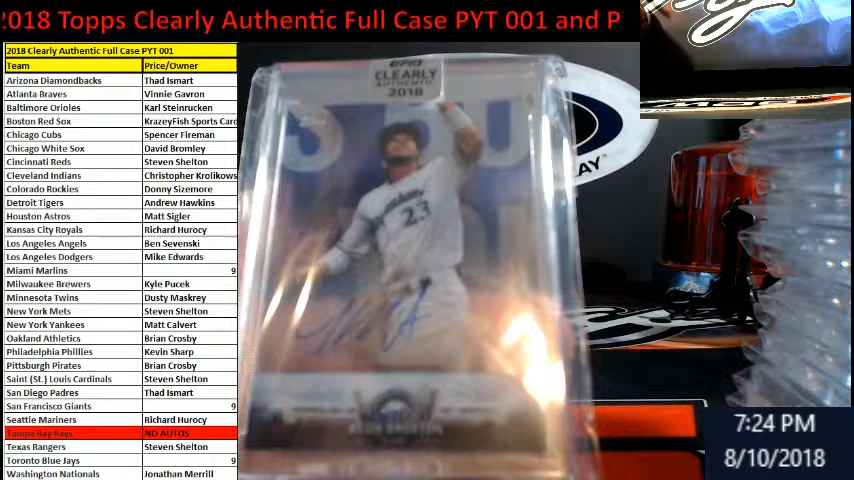 2018 Topps Clearly Authentic Full Case PYT 001 and P
2018 Clearly Authentic Full Case PYT 001
Team Price/Owner
Arizona Diamondbacks Thad Ismart
Atlanta Braves Vinnie Gavron
Baltimore Orioles Karl Steinrucken
Boston Red Sox KrazeyFish Sports Card
Chicago Cubs Spencer Fireman
Chicago White Sox David Bromley
Cincinnati Reds Steven Shelton
Cleveland Indians Christopher Krolikows
Colorado Rockies Donny Sizemore
Detroit Tigers Andrew Hawkins
Houston Astros Matt Sigler
Kansas City Royals Richard Hurocy
Los Angeles Angels Ben Sevenski
Los Angeles Dodgers Mike Edwards
Miami Marlins 9
Milwaukee Brewers Kyle Pucek
Minnesota Twins Dusty Maskrey
New York Mets Steven Shelton
New York Yankees Matt Calvert
Oakland Athletics Brian Crosby
Philadelphia Phillies Kevin Sharp
Pittsburgh Pirates Brian Crosby
Saint (St.) Louis Cardinals Steven Shelton
San Diego Padres Thad Ismart
San Francisco Giants 9
Seattle Mariners Richard Hurocy
Tampa Bay Rays NO AUTOS
Texas Rangers Steven Shelton
Toronto Blue Jays 9
Washington Nationals Jonathan Merrill
TOPPS
CLEARLY
AUTHENTIC
2018
23
LAY
7:24 PM
8/10/2018